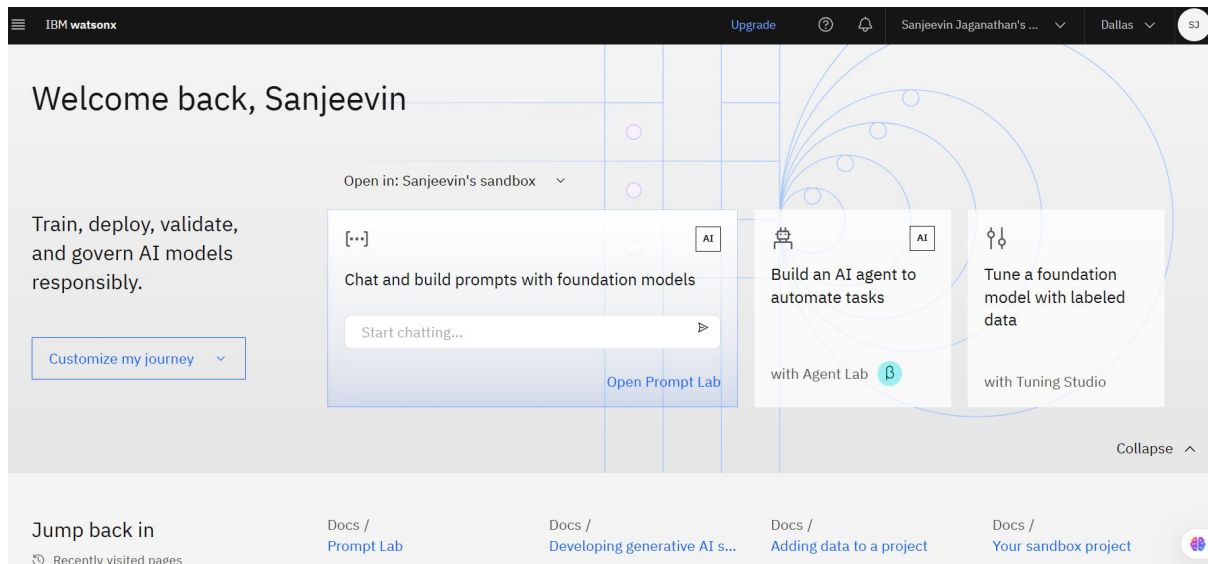 IBM watsonx
Upgrade
Sanjeevin Jaganathan's ...
Dallas
SJ
Welcome back, Sanjeevin
Open in: Sanjeevin's sandbox
Train, deploy, validate,
and govern AI models
responsibly.
Customize my journey
[...]
AI
Chat and build prompts with foundation models
Start chatting...
Open Prompt Lab
AI
Build an AI agent to
automate tasks
with Agent Lab β
Tune a foundation
model with labeled
data
with Tuning Studio
Collapse
Jump back in
Recently visited pages
Docs /
Prompt Lab
Docs /
Developing generative AI s...
Docs /
Adding data to a project
Docs /
Your sandbox project